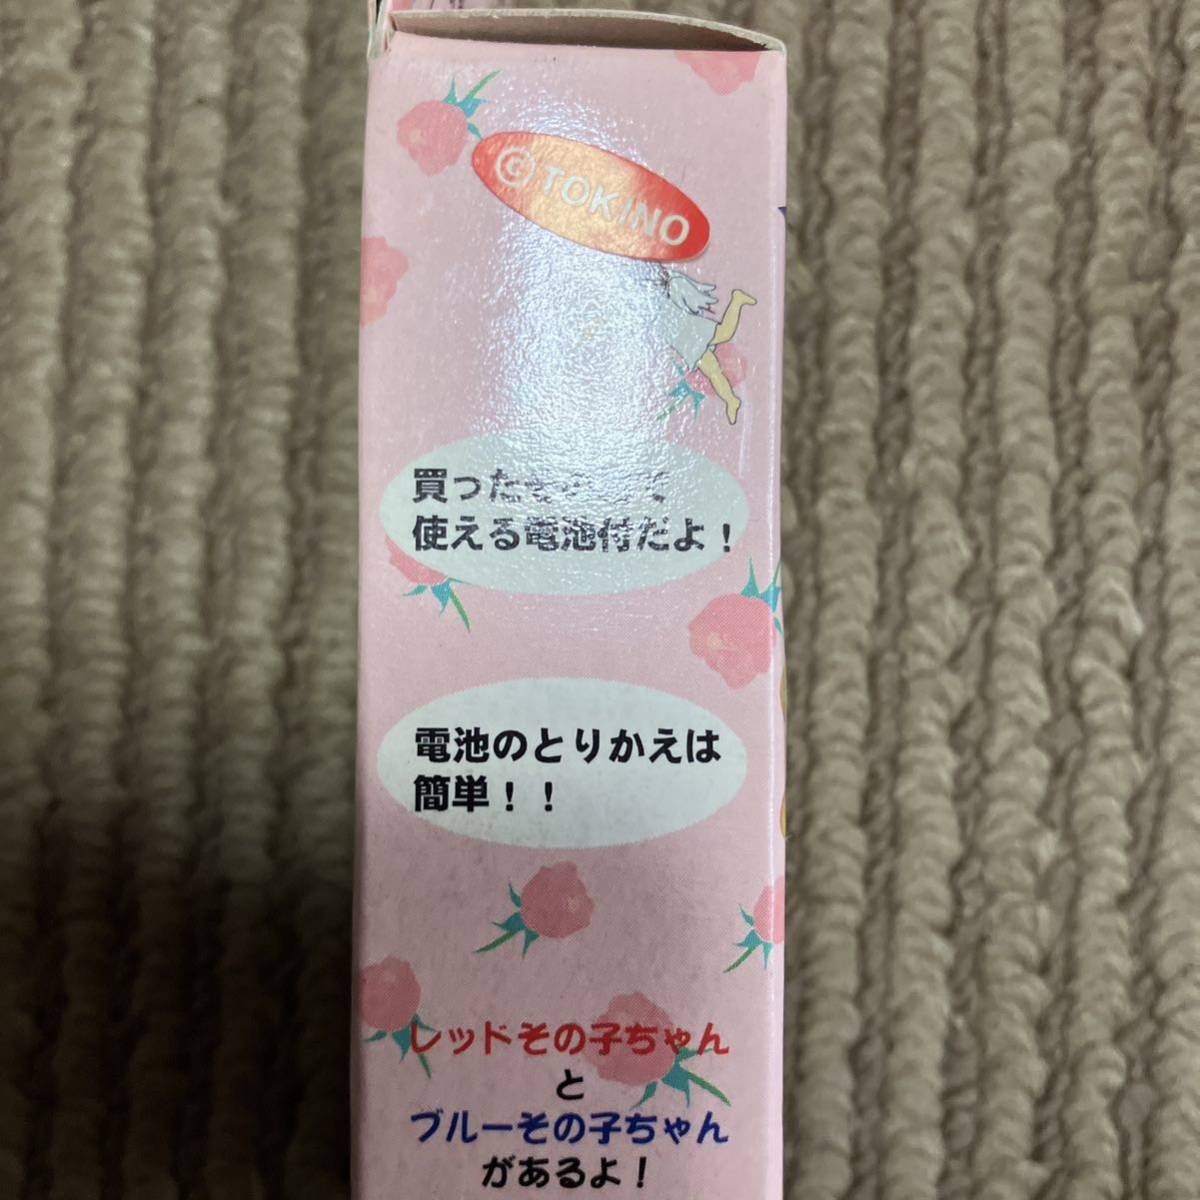 ©TOKINO
買ったその
使える電池付だよ！
電池のとりかえは
簡単！！
レッドその子ちゃん
と
ブルーその子ちゃん
があるよ！